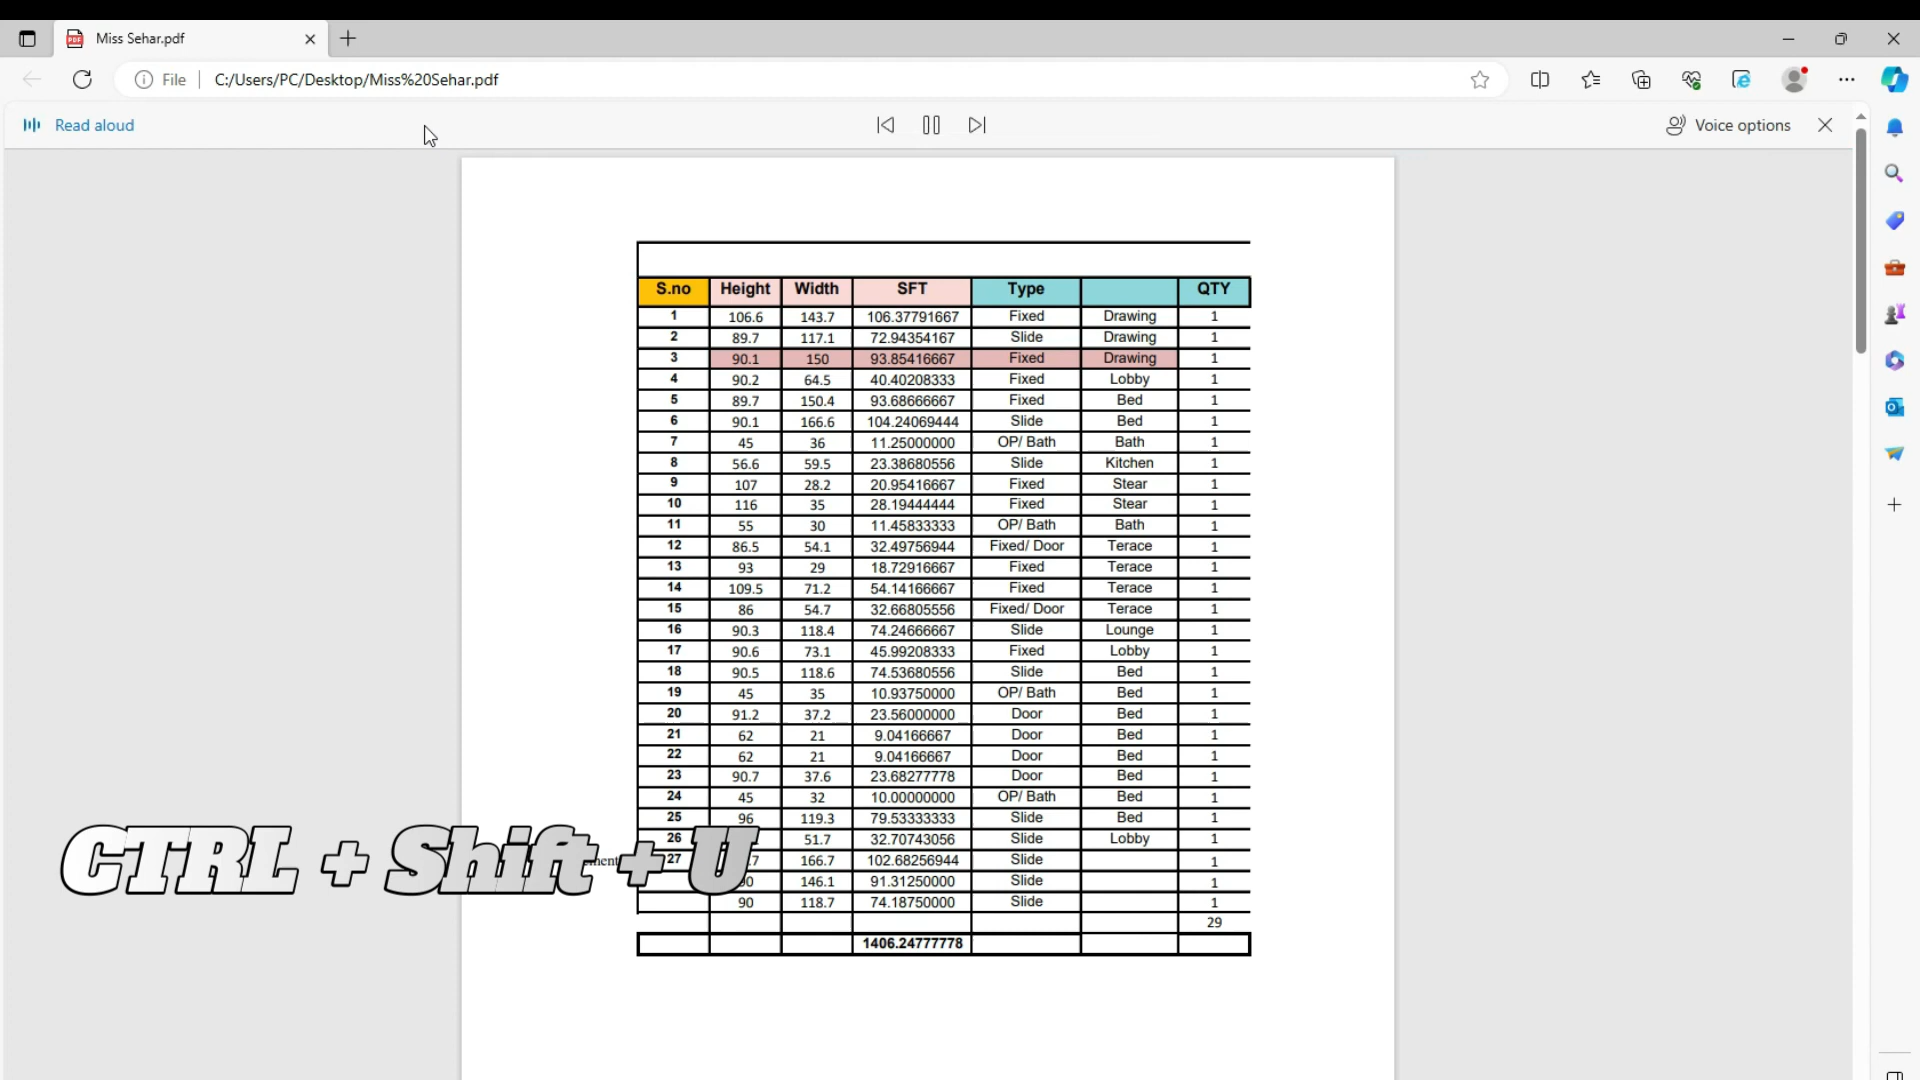 Miss Sehar.pdf
File C:/Users/PC/Desktop/Miss%20Sehar.pdf
Read aloud Voice options
S.no Height Width SFT Type QTY
1 106.6 143.7 106.37791667 Fixed Drawing 1
2 89.7 117.1 72.94354167 Slide Drawing 1
3 90.1 150 93.85416667 Fixed Drawing 1
4 90.2 64.5 40.40208333 Fixed Lobby 1
5 89.7 150.4 93.68666667 Fixed Bed 1
6 90.1 166.6 104.24069444 Slide Bed 1
7 45 36 11.25000000 OP/ Bath Bath 1
8 56.6 59.5 23.38680556 Slide Kitchen 1
9 107 28.2 20.95416667 Fixed Stear 1
10 116 35 28.19444444 Fixed Stear 1
11 55 30 11.45833333 OP/ Bath Bath 1
12 86.5 54.1 32.49756944 Fixed/ Door Terace 1
13 93 29 18.72916667 Fixed Terace 1
14 109.5 71.2 54.14166667 Fixed Terace 1
15 86 54.7 32.66805556 Fixed/ Door Terace 1
16 90.3 118.4 74.24666667 Slide Lounge 1
17 90.6 73.1 45.99208333 Fixed Lobby 1
18 90.5 118.6 74.53680556 Slide Bed 1
19 45 35 10.93750000 OP/ Bath Bed 1
20 91.2 37.2 23.56000000 Door Bed 1
21 62 21 9.04166667 Door Bed 1
22 62 21 9.04166667 Door Bed 1
23 90.7 37.6 23.68277778 Door Bed 1
24 45 32 10.00000000 OP/ Bath Bed 1
25 96 119.3 79.53333333 Slide Bed 1
26 51.7 32.70743056 Slide Lobby 1
27 166.7 102.68256944 Slide 1
90 146.1 91.31250000 Slide 1
90 118.7 74.18750000 Slide 1
29
1406.24777778
CTRL + Shift + U